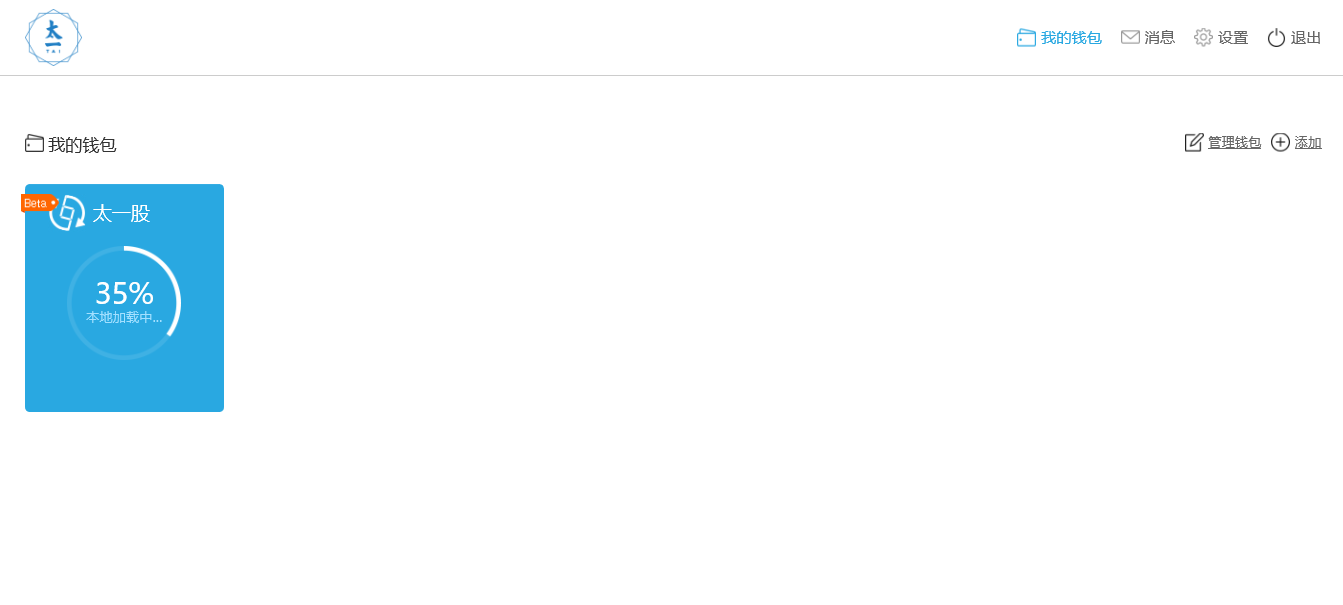 太一
TAI
我的钱包 消息 设置 退出
我的钱包
管理钱包 添加
Beta
太一股
35%
本地加载中...